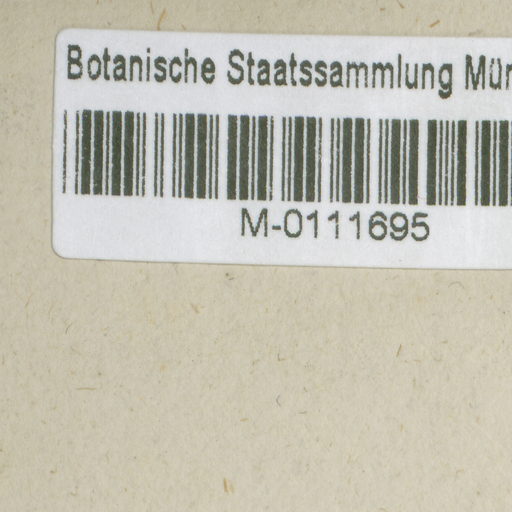 Botanische Staatssammlung Mün
M-0111695